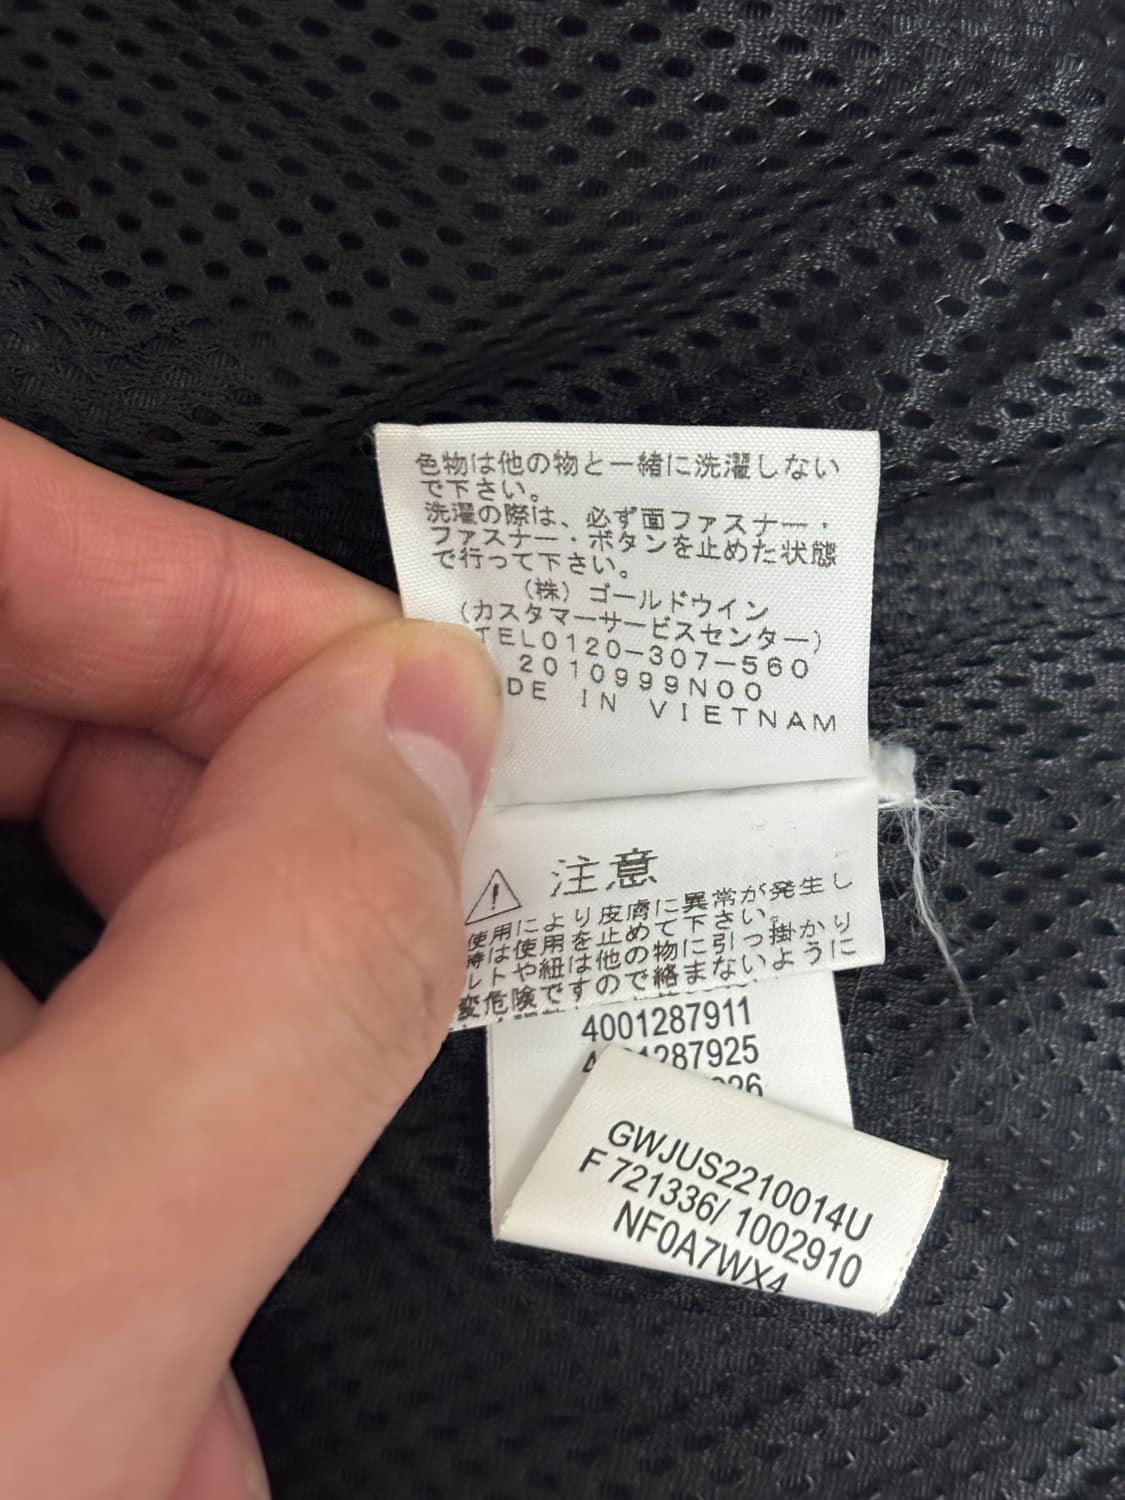 色物は他の物と一緒に洗濯しない
で下さい。
洗濯の際は、必ず面ファスナー・
ファスナー・ボタンを止めた状態
で行って下さい。
(株)ゴールドウイン
(カスタマーサービスセンター)
TEL0120-307-560
2010999N00
DE IN VIETNAM
注意
使用により皮膚に異常が発生し
時は使用を止めて下さい。
ルトや紐は他の物に引っ掛かり
変危険ですので絡まないように
4001287911
287925
26
GWJUS2210014U
F 721336/ 1002910
NF0A7WX4